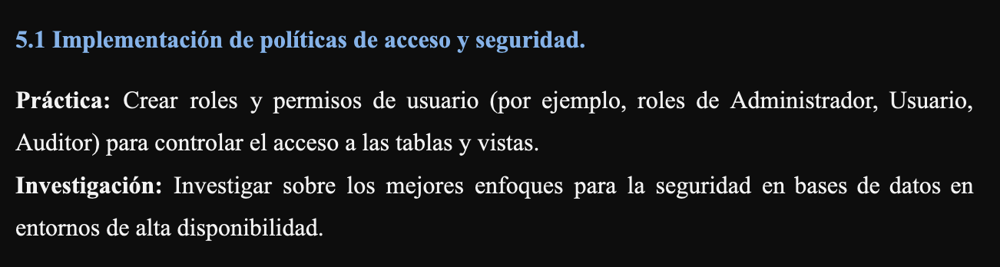 5.1 Implementación de políticas de acceso y seguridad.
Práctica: Crear roles y permisos de usuario (por ejemplo, roles de Administrador, Usuario,
Auditor) para controlar el acceso a las tablas y vistas.
Investigación: Investigar sobre los mejores enfoques para la seguridad en bases de datos en
entornos de alta disponibilidad.